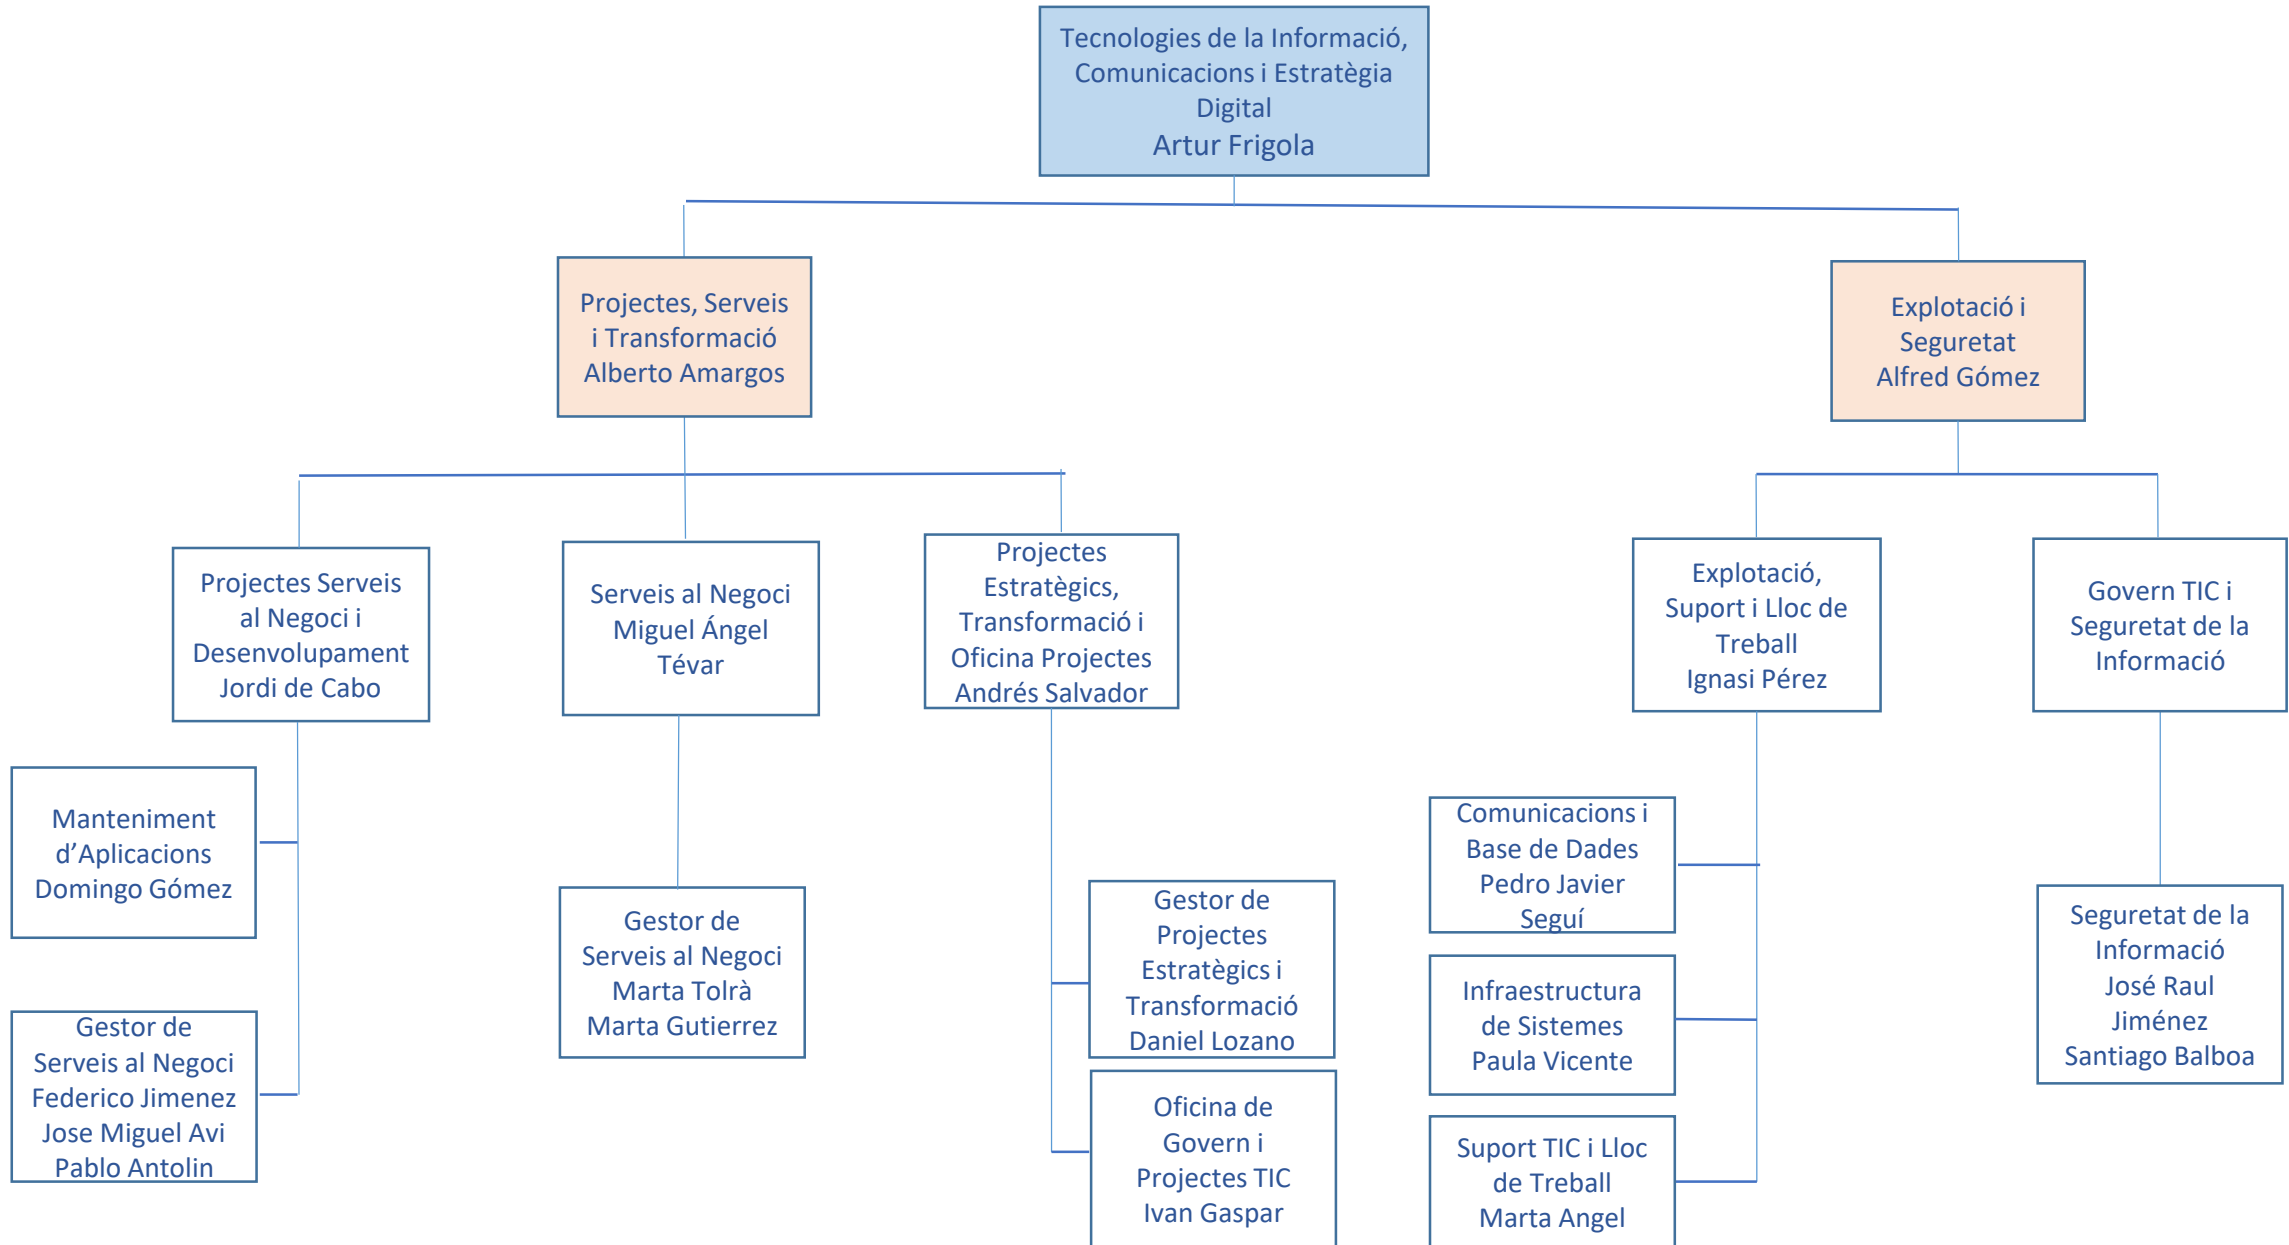 Tecnologies de la Informació,
Comunicacions i Estratègia
Digital
Artur Frigola
Projectes, Serveis
i Transformació
Alberto Amargos
Explotació i
Seguretat
Alfred Gómez
Projectes Serveis
al Negoci i
Desenvolupament
Jordi de Cabo
Serveis al Negoci
Miguel Ángel
Tévar
Projectes
Estratègics,
Transformació i
Oficina Projectes
Andrés Salvador
Explotació,
Suport i Lloc de
Treball
Ignasi Pérez
Govern TIC i
Seguretat de la
Informació
Manteniment
d’Aplicacions
Domingo Gómez
Gestor de
Serveis al Negoci
Federico Jimenez
Jose Miguel Avi
Pablo Antolin
Gestor de
Serveis al Negoci
Marta Tolrà
Marta Gutierrez
Gestor de
Projectes
Estratègics i
Transformació
Daniel Lozano
Oficina de
Govern i
Projectes TIC
Ivan Gaspar
Comunicacions i
Base de Dades
Pedro Javier
Seguí
Infraestructura
de Sistemes
Paula Vicente
Suport TIC i Lloc
de Treball
Marta Angel
Seguretat de la
Informació
José Raul
Jiménez
Santiago Balboa